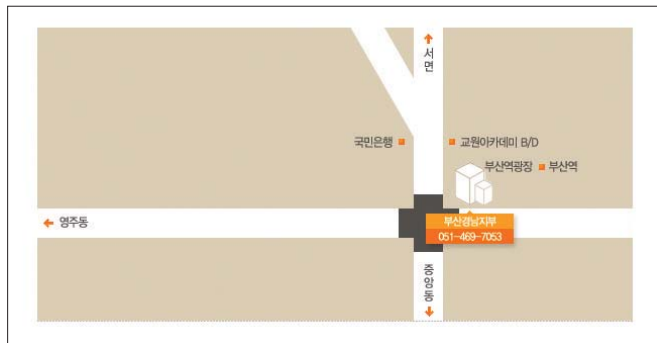 서면
국민은행
교원아카데미 B/D
부산역광장
부산역
영주동
부산경남지부
051-469-7053
중앙동